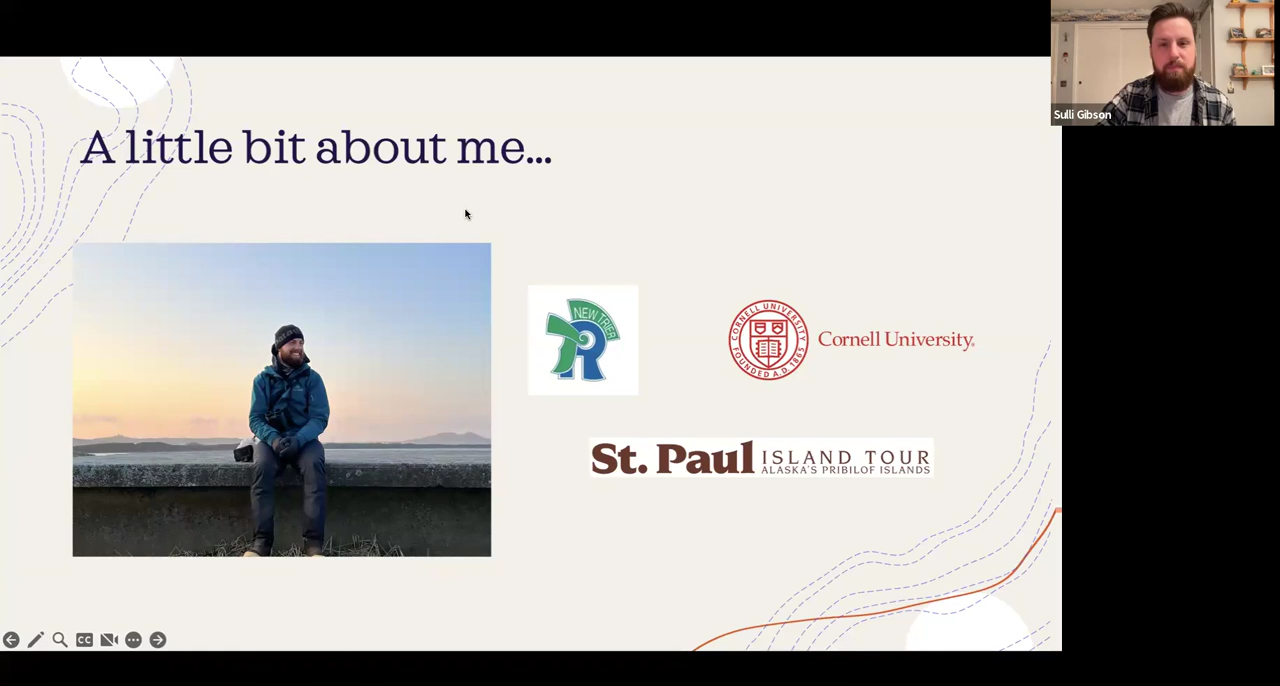 Sulli Gibson
A little bit about me...
NEW TRIER
CORNELL UNIVERSITY
FOUNDED A.D. 1865
Cornell University®
St. Paul ISLAND TOUR
ALASKA'S PRIBILOF ISLANDS
CC